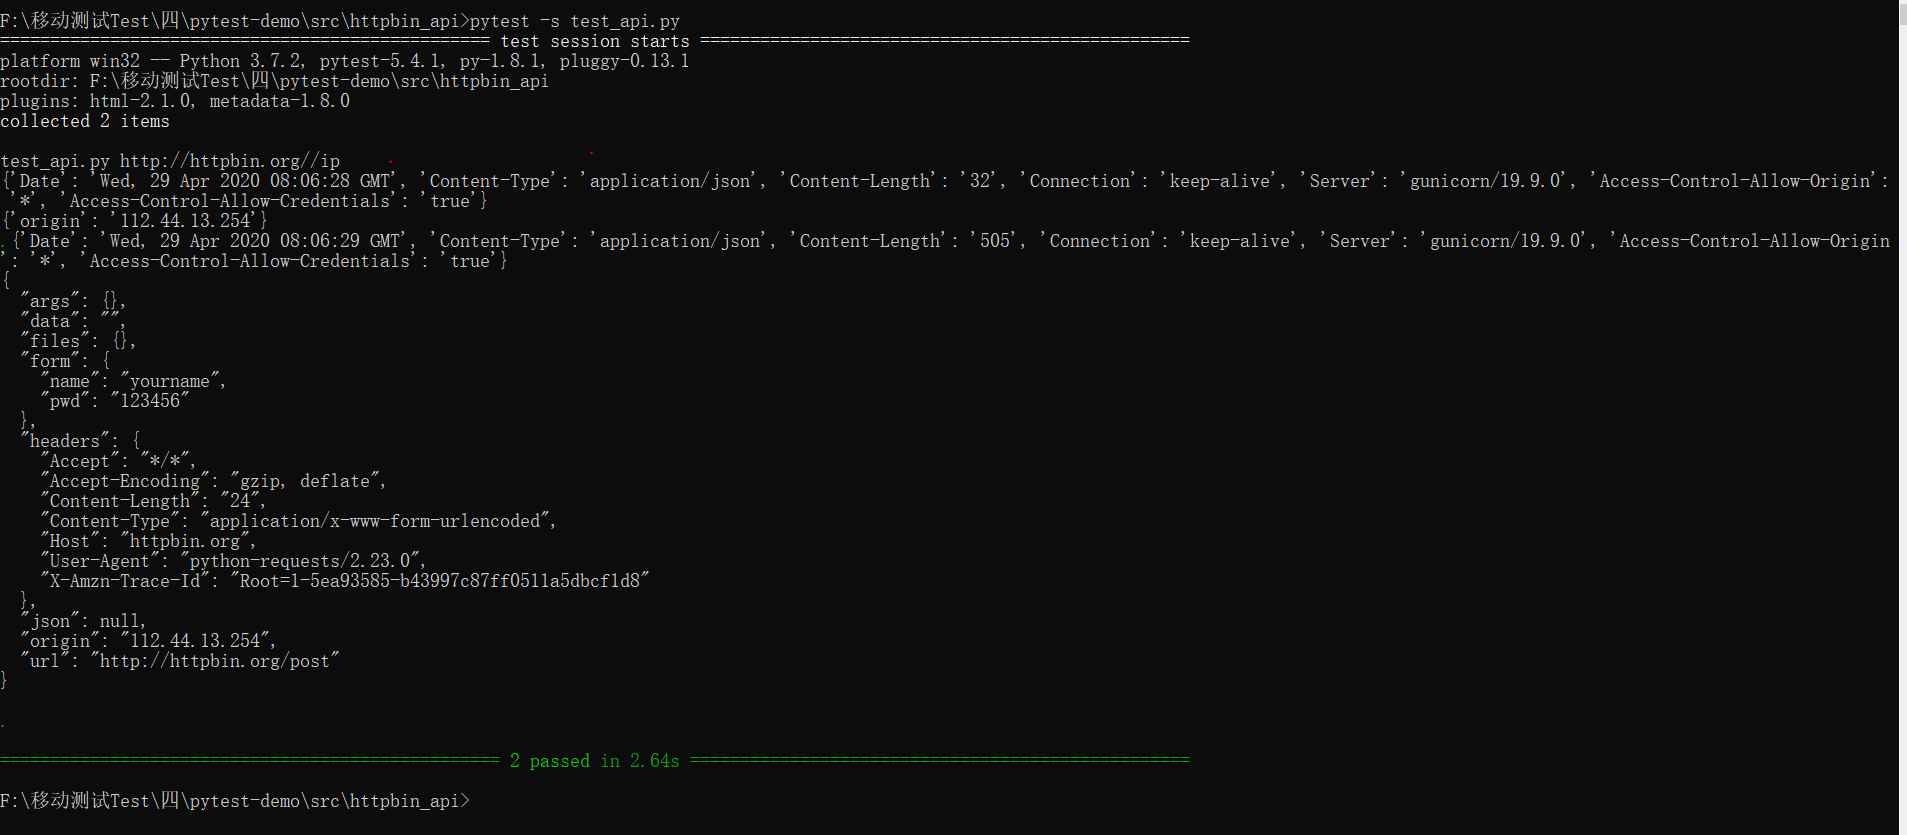 F:\移动测试Test\四\pytest-demo\src\httpbin_api>pytest -s test_api.py
================================================= test session starts =================================================
platform win32 -- Python 3.7.2, pytest-5.4.1, py-1.8.1, pluggy-0.13.1
rootdir: F:\移动测试Test\四\pytest-demo\src\httpbin_api
plugins: html-2.1.0, metadata-1.8.0
collected 2 items
test_api.py http://httpbin.org//ip
{'Date': 'Wed, 29 Apr 2020 08:06:28 GMT', 'Content-Type': 'application/json', 'Content-Length': '32', 'Connection': 'keep-alive', 'Server': 'gunicorn/19.9.0', 'Access-Control-Allow-Origin':
 '*', 'Access-Control-Allow-Credentials': 'true'}
{'origin': '112.44.13.254'}
.{'Date': 'Wed, 29 Apr 2020 08:06:29 GMT', 'Content-Type': 'application/json', 'Content-Length': '505', 'Connection': 'keep-alive', 'Server': 'gunicorn/19.9.0', 'Access-Control-Allow-Origin
': '*', 'Access-Control-Allow-Credentials': 'true'}
{
  "args": {},
  "data": "",
  "files": {},
  "form": {
    "name": "yourname",
    "pwd": "123456"
  },
  "headers": {
    "Accept": "*/*",
    "Accept-Encoding": "gzip, deflate",
    "Content-Length": "24",
    "Content-Type": "application/x-www-form-urlencoded",
    "Host": "httpbin.org",
    "User-Agent": "python-requests/2.23.0",
    "X-Amzn-Trace-Id": "Root=1-5ea93585-b43997c87ff0511a5dbcf1d8"
  },
  "json": null,
  "origin": "112.44.13.254",
  "url": "http://httpbin.org/post"
}
.
================================================== 2 passed in 2.64s ==================================================
F:\移动测试Test\四\pytest-demo\src\httpbin_api>